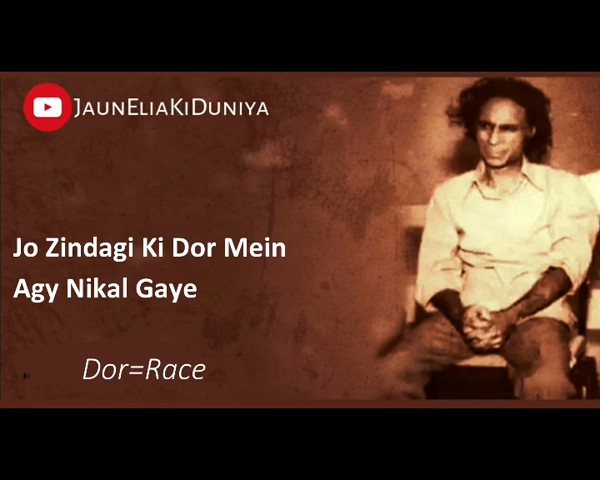 JaunEliaKiDuniya
Jo Zindagi Ki Dor Mein
Agy Nikal Gaye
Dor=Race